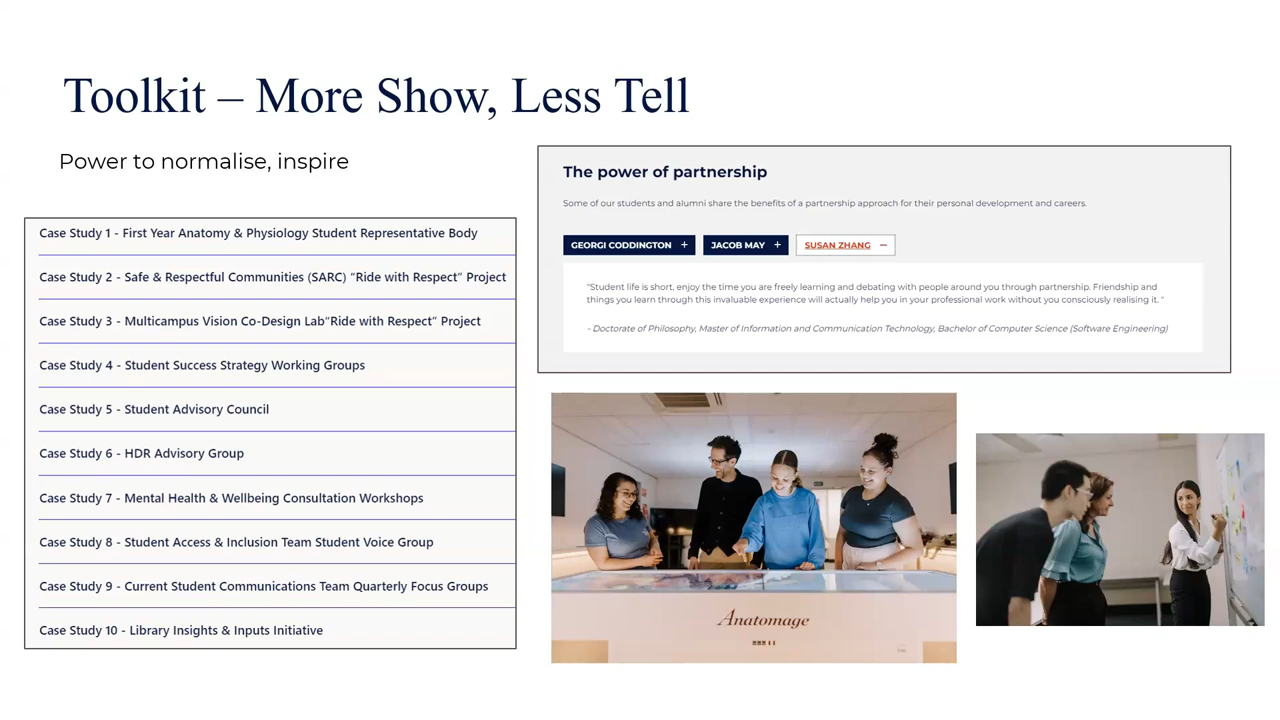 Toolkit – More Show, Less Tell
Power to normalise, inspire
Case Study 1 - First Year Anatomy & Physiology Student Representative Body
Case Study 2 - Safe & Respectful Communities (SARC) “Ride with Respect” Project
Case Study 3 - Multicampus Vision Co-Design Lab“Ride with Respect” Project
Case Study 4 - Student Success Strategy Working Groups
Case Study 5 - Student Advisory Council
Case Study 6 - HDR Advisory Group
Case Study 7 - Mental Health & Wellbeing Consultation Workshops
Case Study 8 - Student Access & Inclusion Team Student Voice Group
Case Study 9 - Current Student Communications Team Quarterly Focus Groups
Case Study 10 - Library Insights & Inputs Initiative
The power of partnership
Some of our students and alumni share the benefits of a partnership approach for their personal development and careers.
GEORGI CODDINGTON + JACOB MAY + SUSAN ZHANG −
"Student life is short, enjoy the time you are freely learning and debating with people around you through partnership. Friendship and
things you learn through this invaluable experience will actually help you in your professional work without you consciously realising it. "
- Doctorate of Philosophy, Master of Information and Communication Technology, Bachelor of Computer Science (Software Engineering)
Anatomage